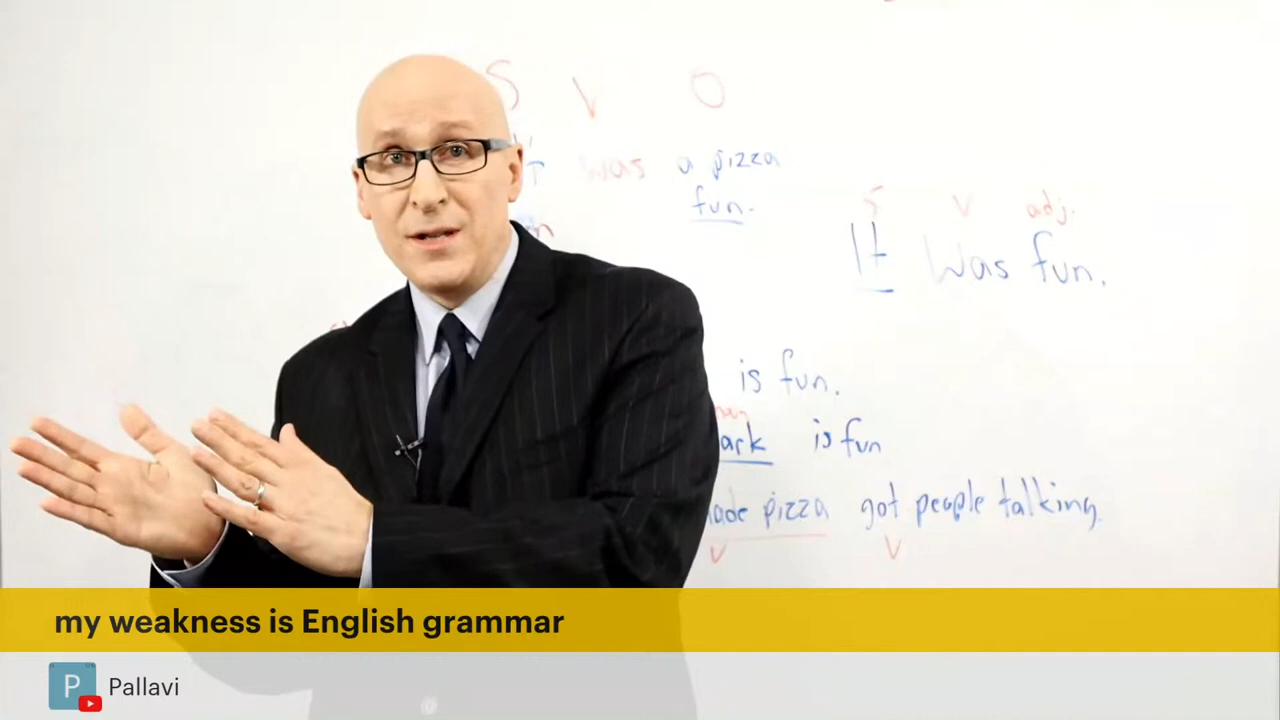 S V O
was a pizza
fun.
S V adj.
It was fun.
is fun.
ark is fun
ade pizza got people talking.
V V
my weakness is English grammar
P Pallavi